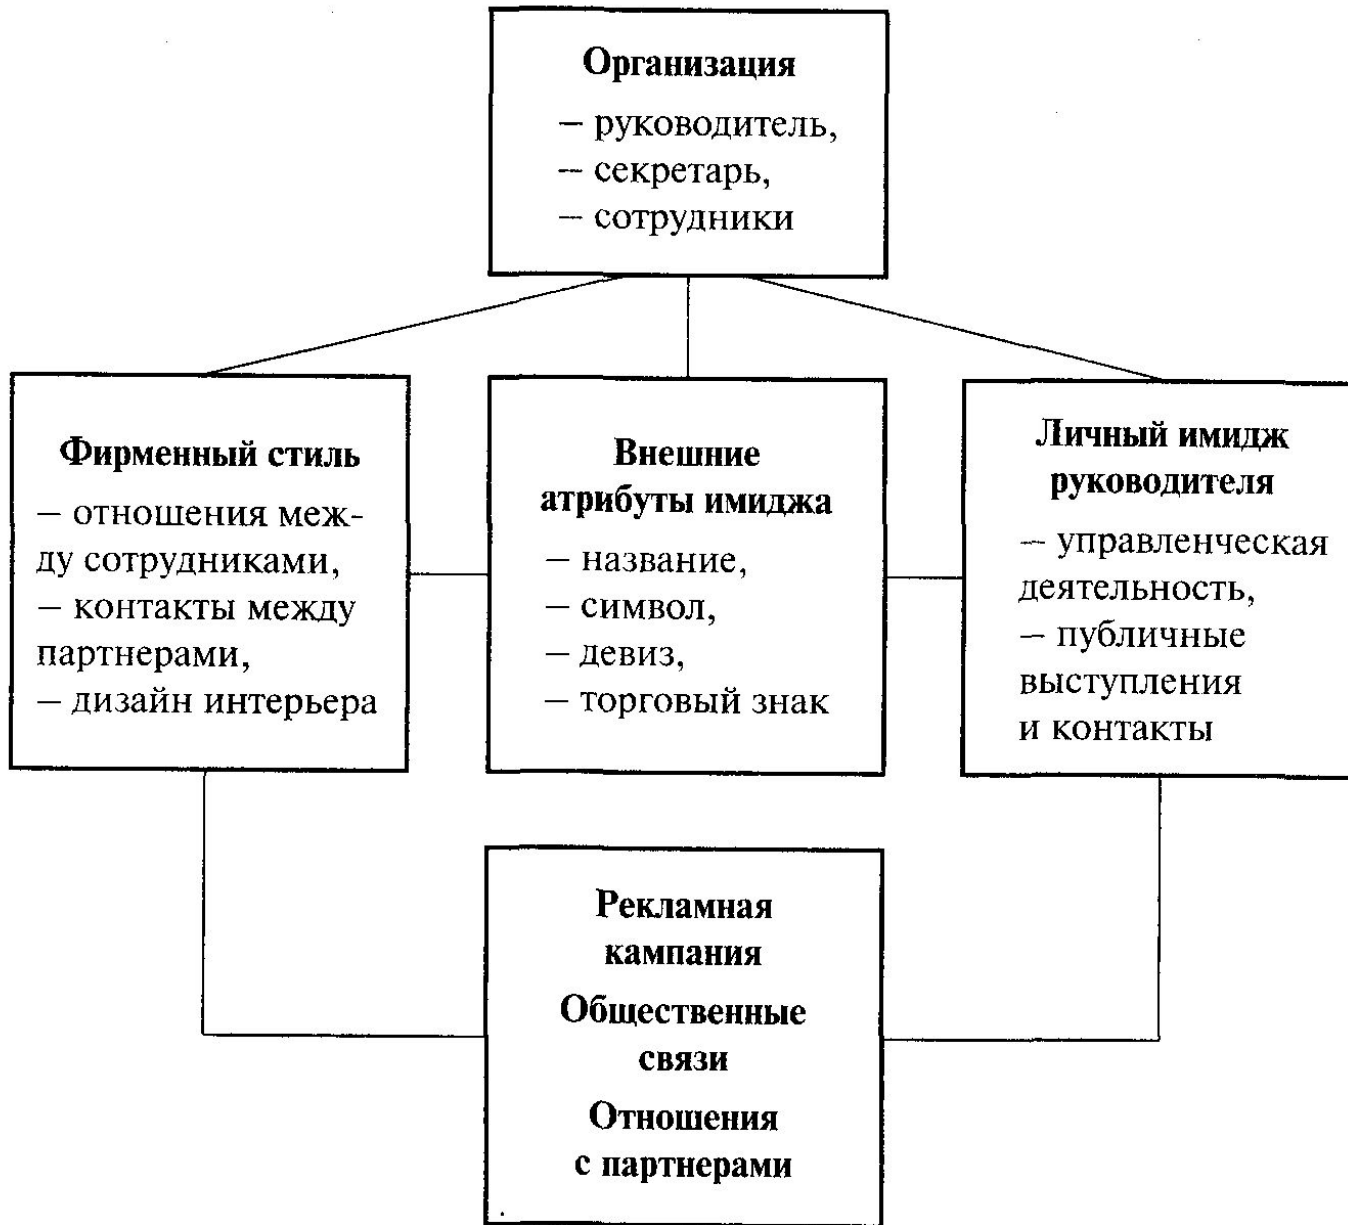 Организация
– руководитель,
– секретарь,
– сотрудники
Фирменный стиль
– отношения меж-
ду сотрудниками,
– контакты между
партнерами,
– дизайн интерьера
Внешние
атрибуты имиджа
– название,
– символ,
– девиз,
– торговый знак
Личный имидж
руководителя
– управленческая
деятельность,
– публичные
выступления
и контакты
Рекламная
кампания
Общественные
связи
Отношения
с партнерами